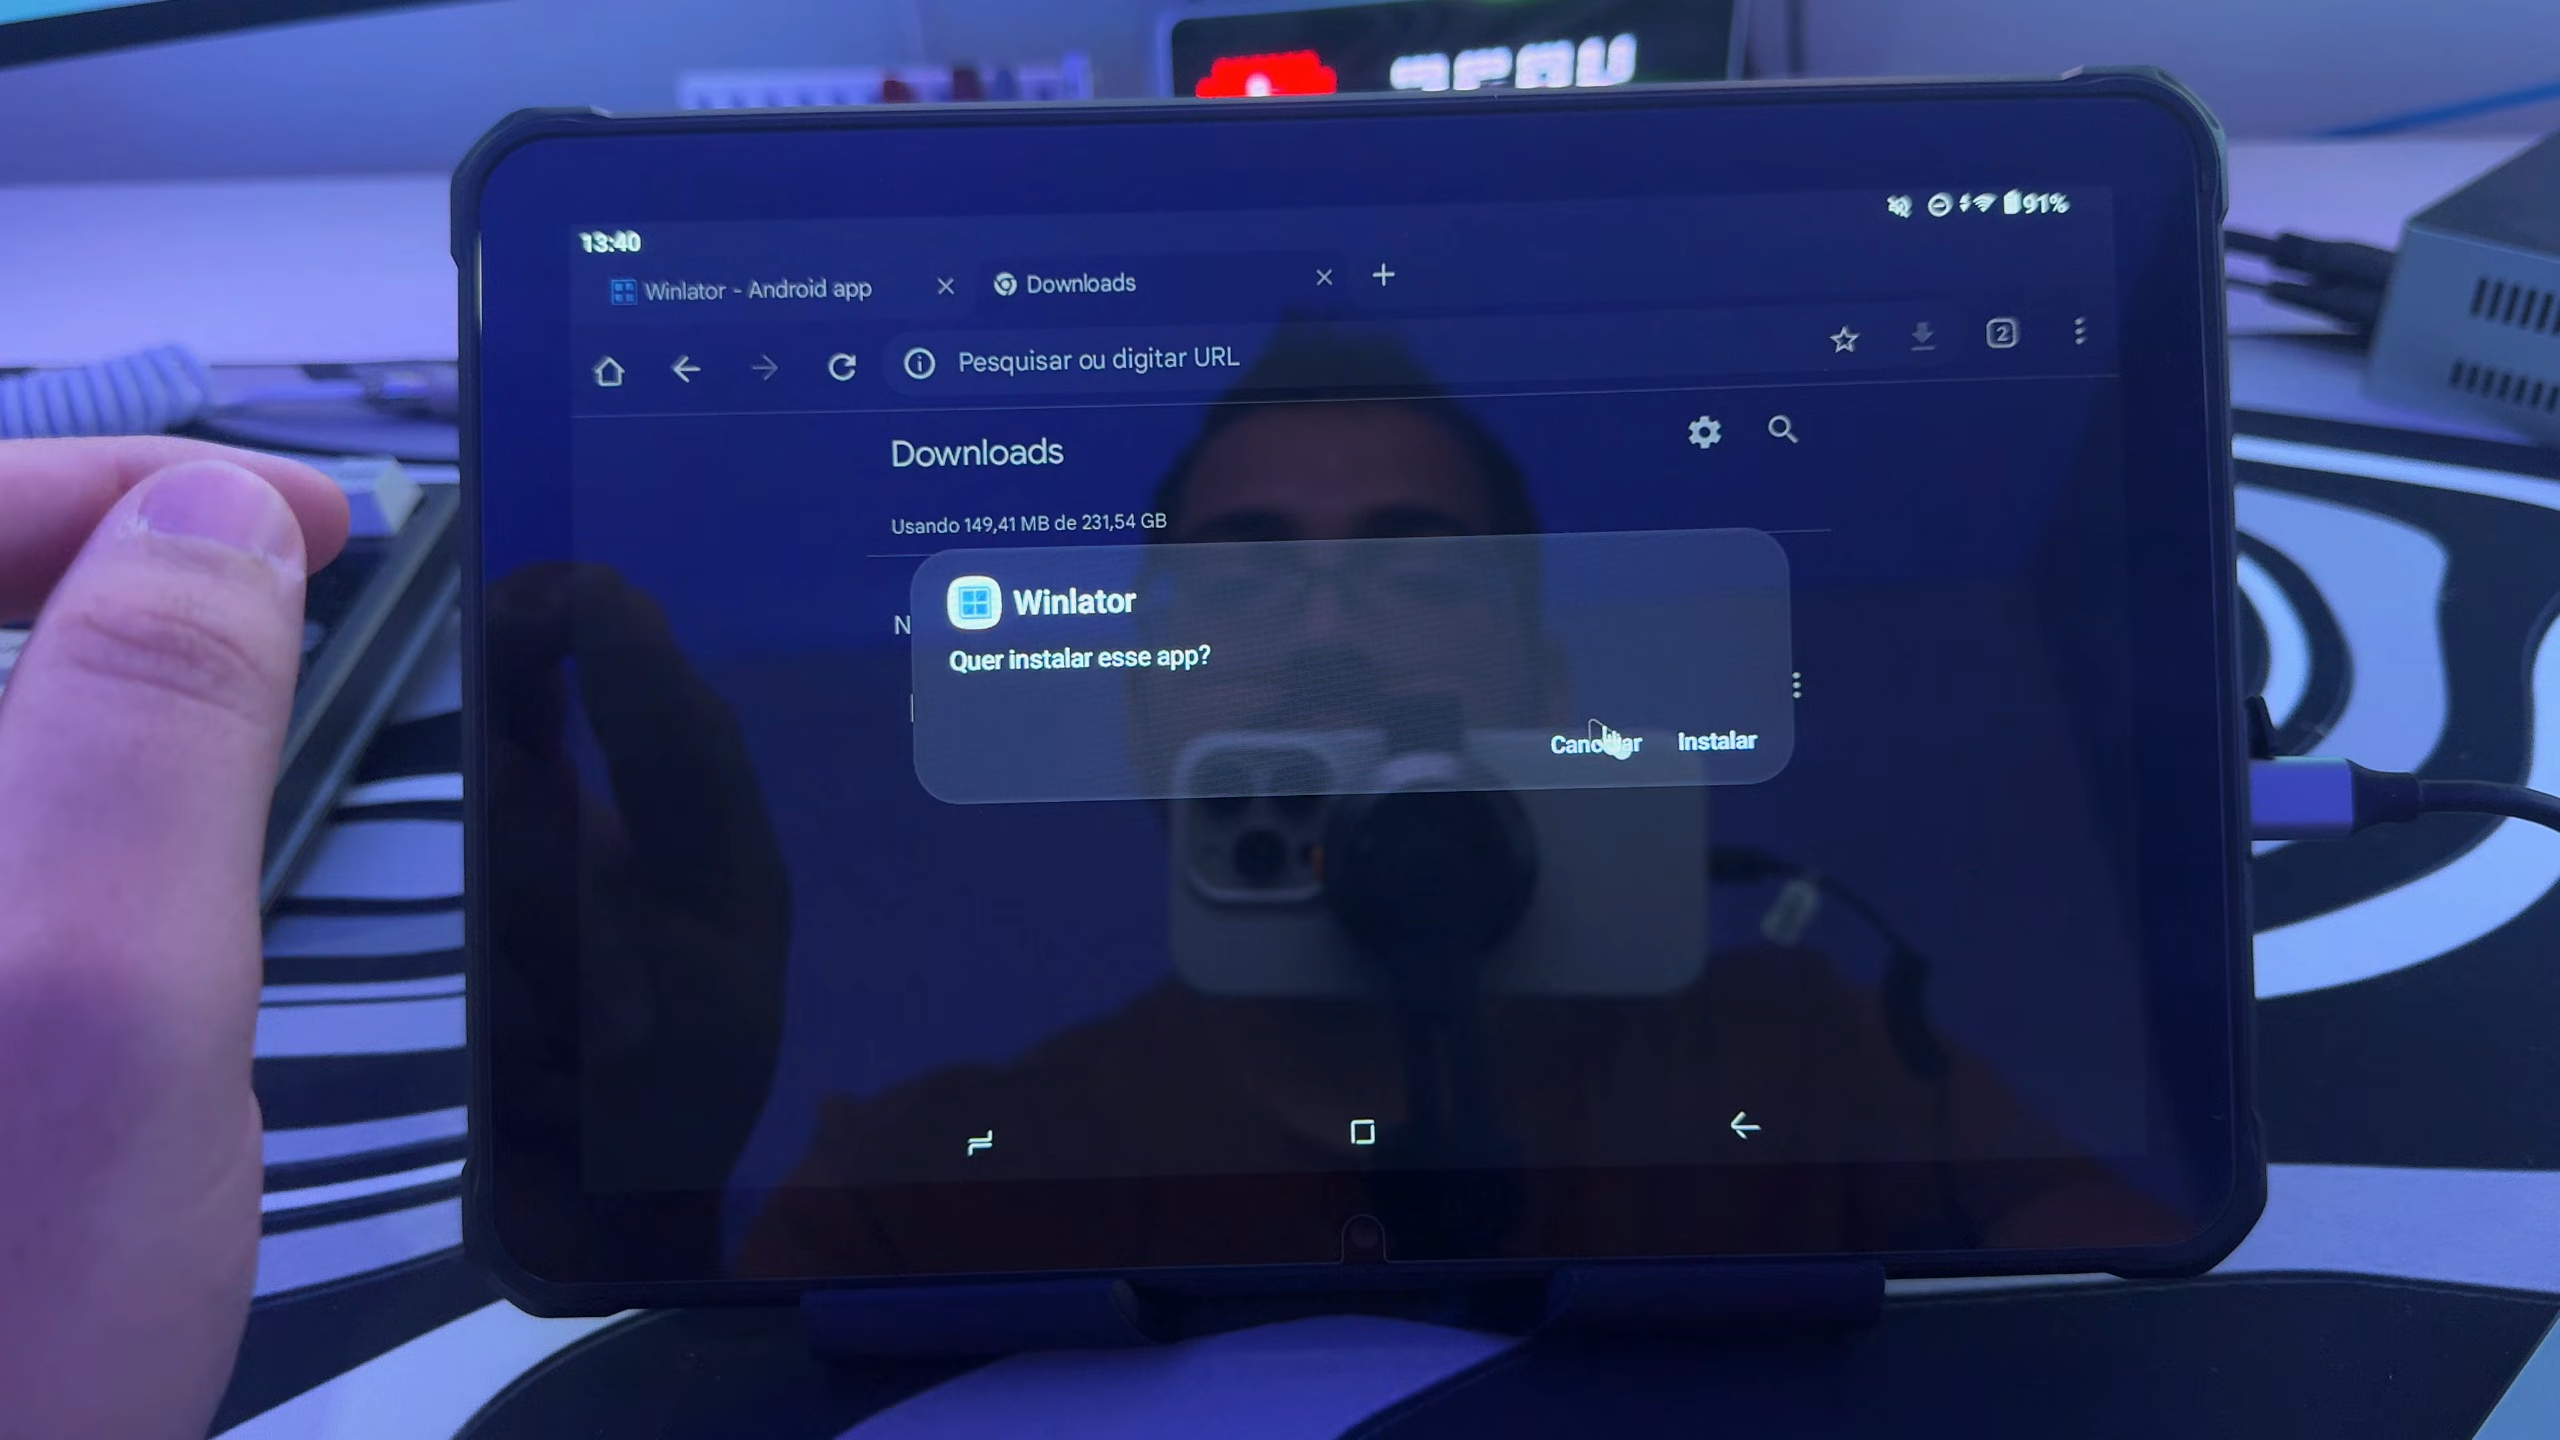 13:40
91%
Winlator - Android app
Downloads
Pesquisar ou digitar URL
2
Downloads
Usando 149,41 MB de 231,54 GB
N
Winlator
Quer instalar esse app?
Cancelar
Instalar